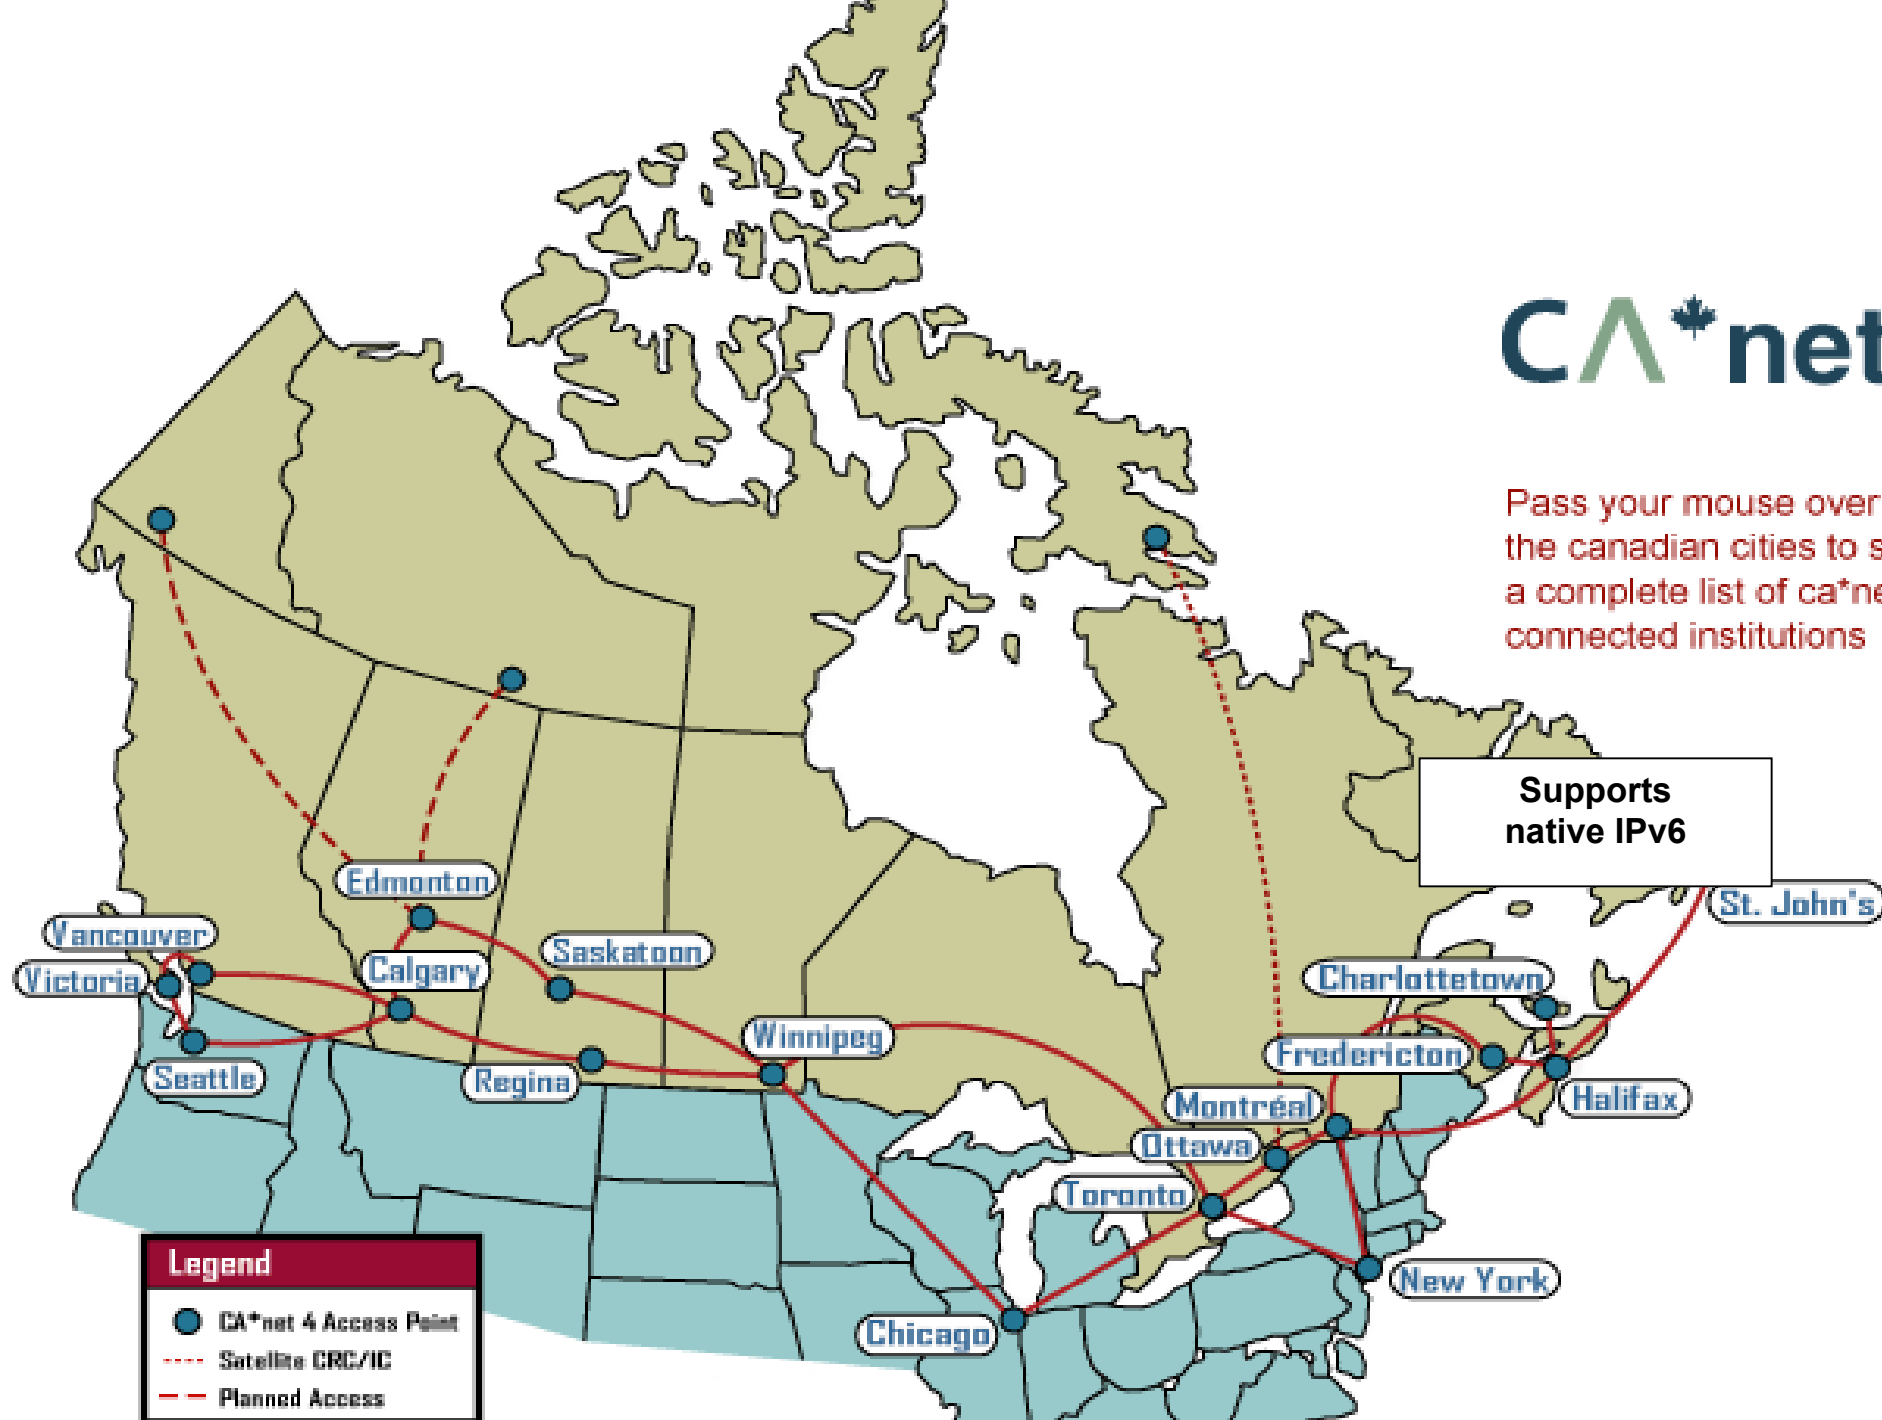 CA*net
Pass your mouse over
the canadian cities to s
a complete list of ca*ne
connected institutions
Supports
native IPv6
Edmonton
St. John's
Vancouver
Saskatoon
Calgary
Victoria
Charlottetown
Winnipeg
Fredericton
Seattle
Regina
Halifax
Montréal
Ottawa
Toronto
New York
Chicago
Legend
CA*net 4 Access Point
Satellite CRC/IC
Planned Access